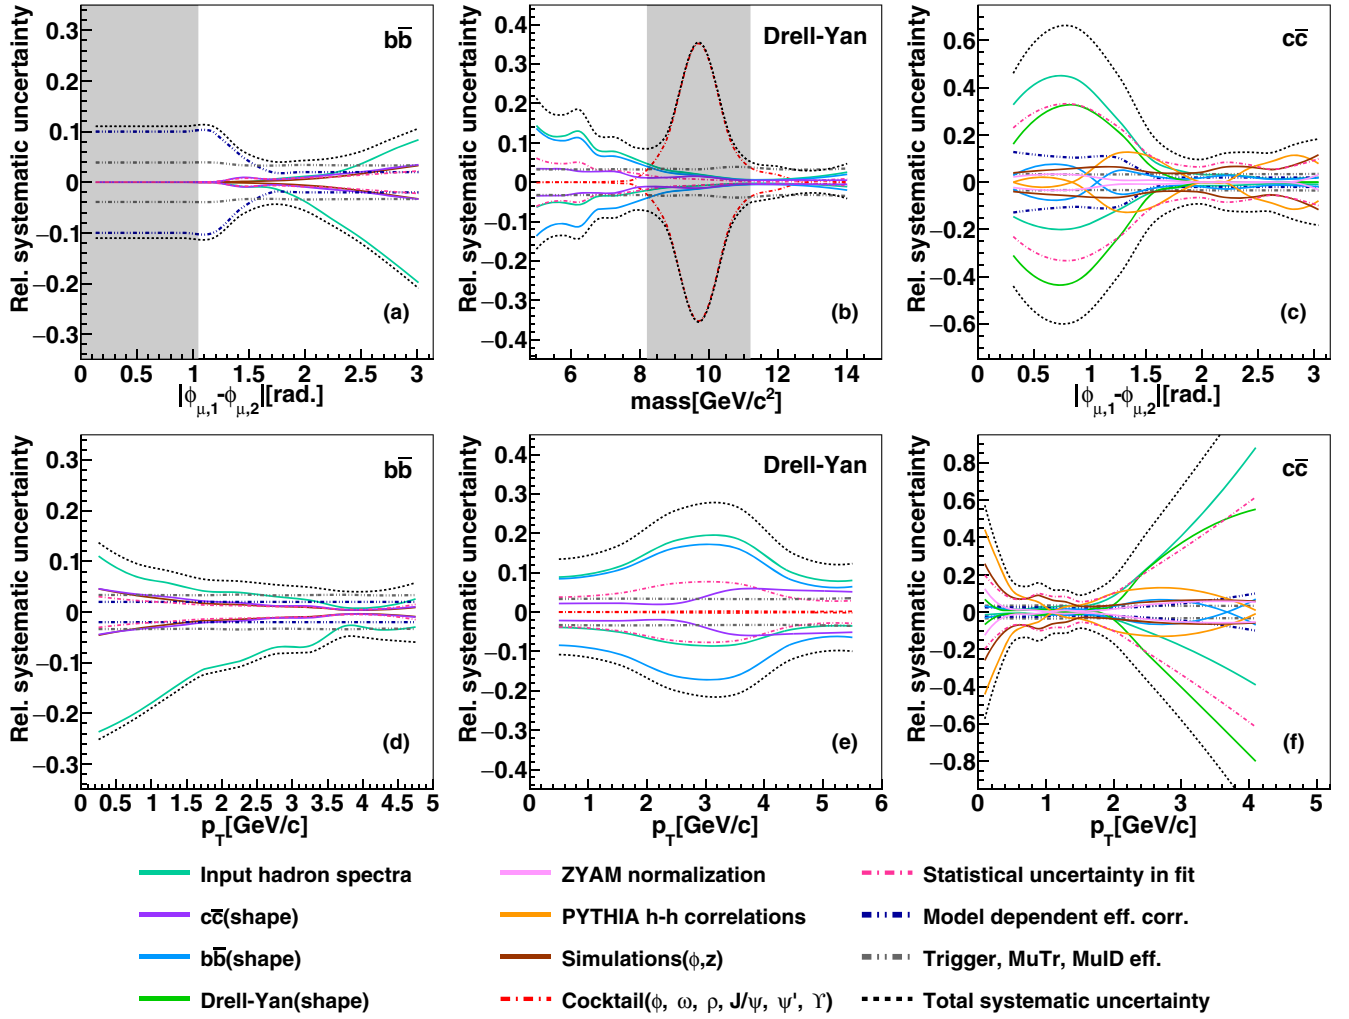 Rel. systematic uncertainty
0.3
0.2
0.1
0
−0.1
−0.2
−0.3
bb̅
(a)
0 0.5 1 1.5 2 2.5 3
|ϕμ,1-ϕμ,2|[rad.]
Rel. systematic uncertainty
0.4
0.3
0.2
0.1
0
−0.1
−0.2
−0.3
−0.4
Drell-Yan
(b)
6 8 10 12 14
mass[GeV/c²]
Rel. systematic uncertainty
0.6
0.4
0.2
0
−0.2
−0.4
−0.6
cc̅
(c)
0 0.5 1 1.5 2 2.5 3
|ϕμ,1-ϕμ,2|[rad.]
Rel. systematic uncertainty
0.3
0.2
0.1
0
−0.1
−0.2
−0.3
bb̅
(d)
0 0.5 1 1.5 2 2.5 3 3.5 4 4.5 5
pT[GeV/c]
Rel. systematic uncertainty
0.4
0.3
0.2
0.1
0
−0.1
−0.2
−0.3
−0.4
Drell-Yan
(e)
0 1 2 3 4 5 6
pT[GeV/c]
Rel. systematic uncertainty
0.8
0.6
0.4
0.2
0
−0.2
−0.4
−0.6
−0.8
cc̅
(f)
0 1 2 3 4 5
pT[GeV/c]
Input hadron spectra
cc̅(shape)
bb̅(shape)
Drell-Yan(shape)
ZYAM normalization
PYTHIA h-h correlations
Simulations(ϕ,z)
Cocktail(ϕ, ω, ρ, J/ψ, ψ', ϒ)
Statistical uncertainty in fit
Model dependent eff. corr.
Trigger, MuTr, MuID eff.
Total systematic uncertainty